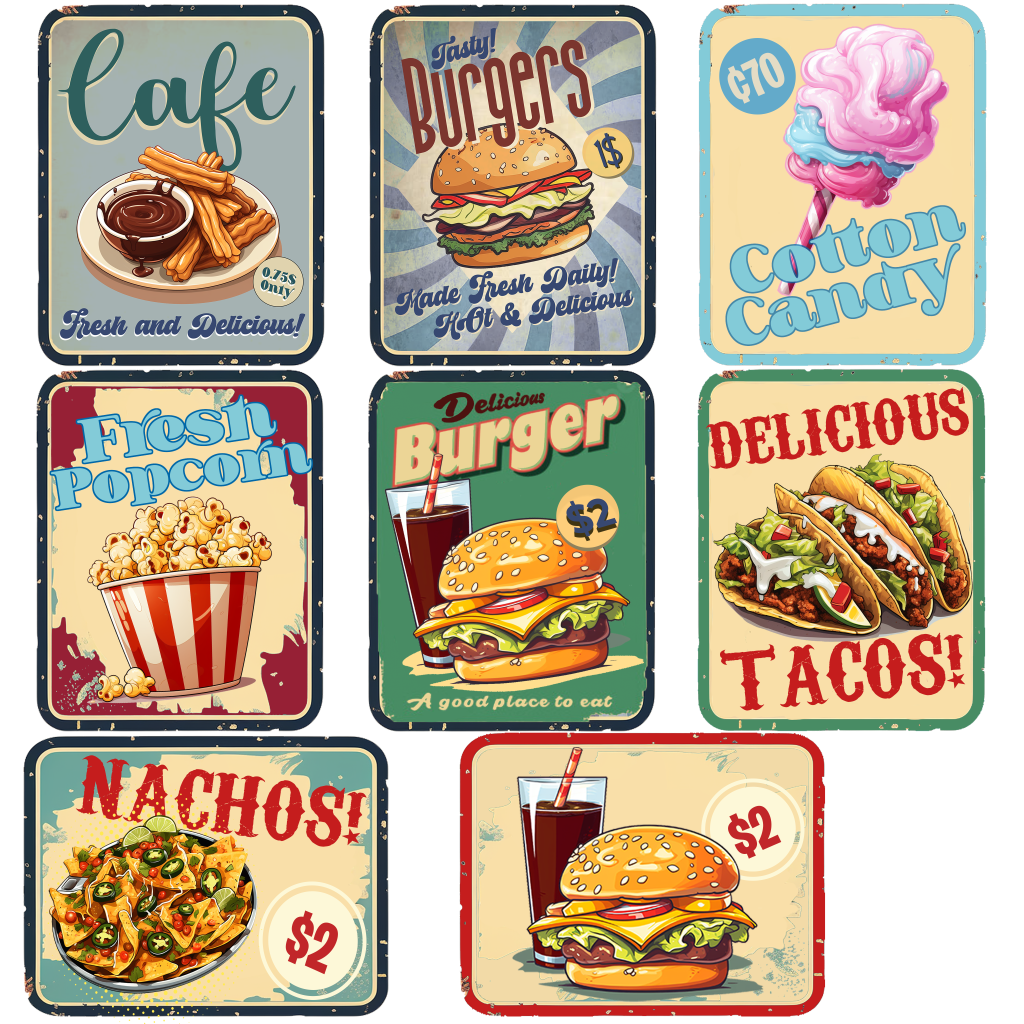 Cafe
0.75$
Only
Fresh and Delicious!
Tasty!
Burgers
1$
Made Fresh Daily!
HOt & Delicious
¢70
Cotton
Candy
Fresh
Popcorn
Delicious
Burger
$2
A good place to eat
DELICIOUS
TACOS!
NACHOS!
$2
$2